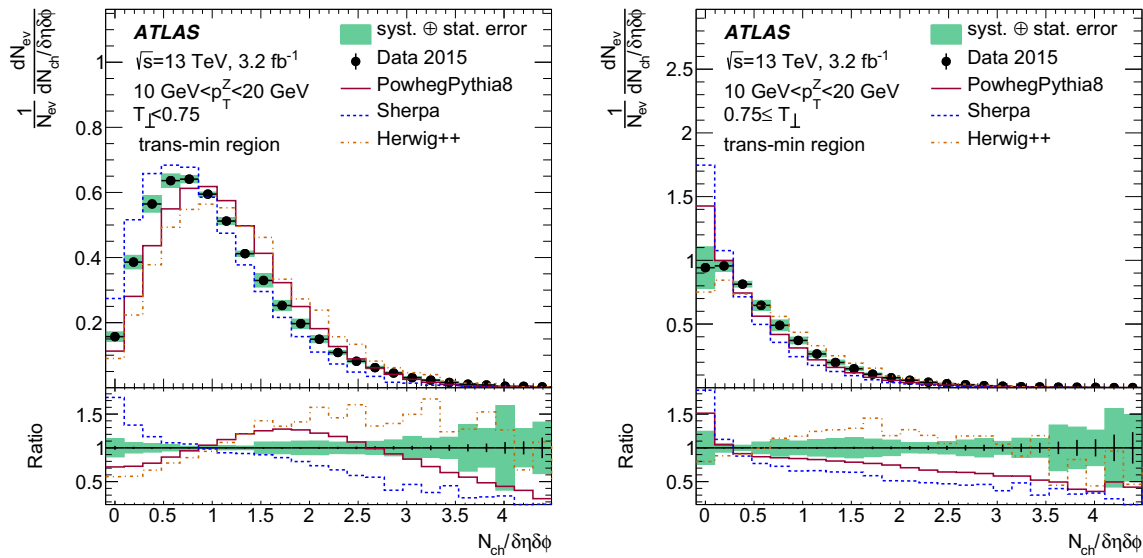 ATLAS
√s=13 TeV, 3.2 fb⁻¹
10 GeV<p_T^Z<20 GeV
T_⊥<0.75
trans-min region
syst. ⊕ stat. error
Data 2015
PowhegPythia8
Sherpa
Herwig++
1/N_ev dN_ev/dN_ch/δηδϕ
1
0.8
0.6
0.4
0.2
Ratio
1.5
1
0.5
0 0.5 1 1.5 2 2.5 3 3.5 4
N_ch/δηδϕ
ATLAS
√s=13 TeV, 3.2 fb⁻¹
10 GeV<p_T^Z<20 GeV
0.75≤ T_⊥
trans-min region
syst. ⊕ stat. error
Data 2015
PowhegPythia8
Sherpa
Herwig++
1/N_ev dN_ev/dN_ch/δηδϕ
2.5
2
1.5
1
0.5
Ratio
1.5
1
0.5
0 0.5 1 1.5 2 2.5 3 3.5 4
N_ch/δηδϕ